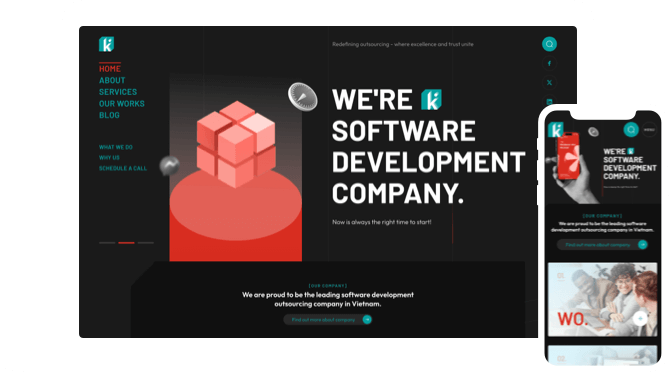 Redefining outsourcing - where excellence and trust unite
HOME
ABOUT
SERVICES
OUR WORKS
BLOG
WHAT WE DO
WHY US
SCHEDULE A CALL
WE'RE
SOFTWARE
DEVELOPMENT
COMPANY.
Now is always the right time to start!
[OUR COMPANY]
We are proud to be the leading software development
outsourcing company in Vietnam.
Find out more about company
MENU
WE'RE
SOFTWARE
DEVELOPMENT
COMPANY.
[OUR COMPANY]
We are proud to be the leading software
development outsourcing company in Vietnam.
Find out more about company
WO.